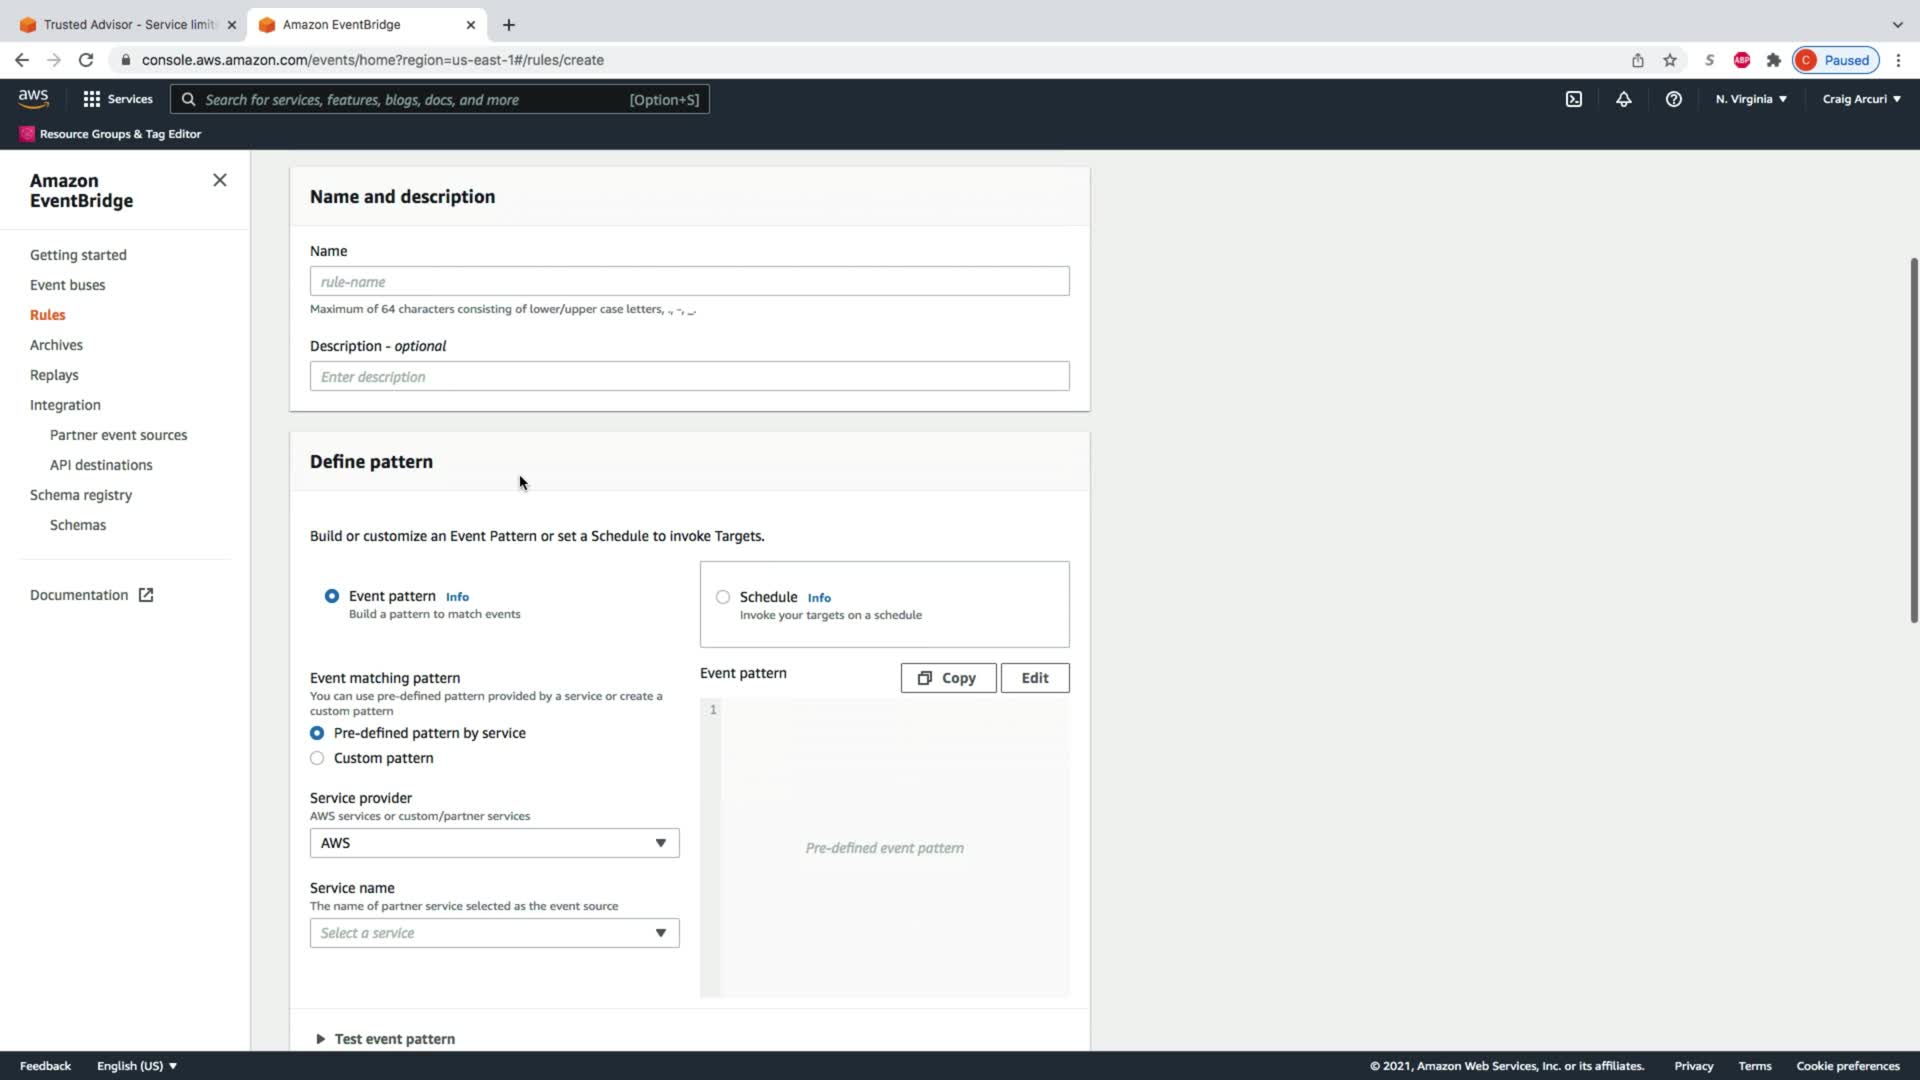 Trusted Advisor - Service limit
Amazon EventBridge
console.aws.amazon.com/events/home?region=us-east-1#/rules/create
S
ABP
C
Paused
aws
Services
Search for services, features, blogs, docs, and more
[Option+S]
N. Virginia
Craig Arcuri
Resource Groups & Tag Editor
Amazon
EventBridge
Getting started
Event buses
Rules
Archives
Replays
Integration
Partner event sources
API destinations
Schema registry
Schemas
Documentation
Name and description
Name
rule-name
Maximum of 64 characters consisting of lower/upper case letters, ., -, _.
Description - optional
Enter description
Define pattern
Build or customize an Event Pattern or set a Schedule to invoke Targets.
Event pattern Info
Build a pattern to match events
Schedule Info
Invoke your targets on a schedule
Event matching pattern
You can use pre-defined pattern provided by a service or create a
custom pattern
Pre-defined pattern by service
Custom pattern
Service provider
AWS services or custom/partner services
AWS
Service name
The name of partner service selected as the event source
Select a service
Event pattern
Copy
Edit
1
Pre-defined event pattern
Test event pattern
Feedback
English (US)
© 2021, Amazon Web Services, Inc. or its affiliates.
Privacy
Terms
Cookie preferences